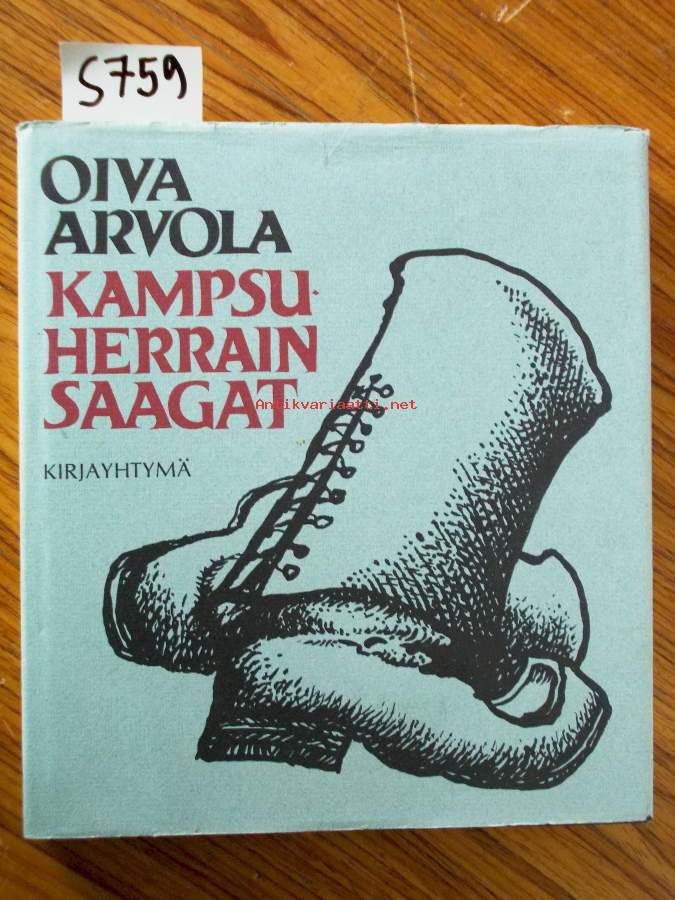 S759
OIVA
ARVOLA
KAMPSU-
HERRAIN
SAAGAT
Antikvariaatti.net
KIRJAYHTYMÄ